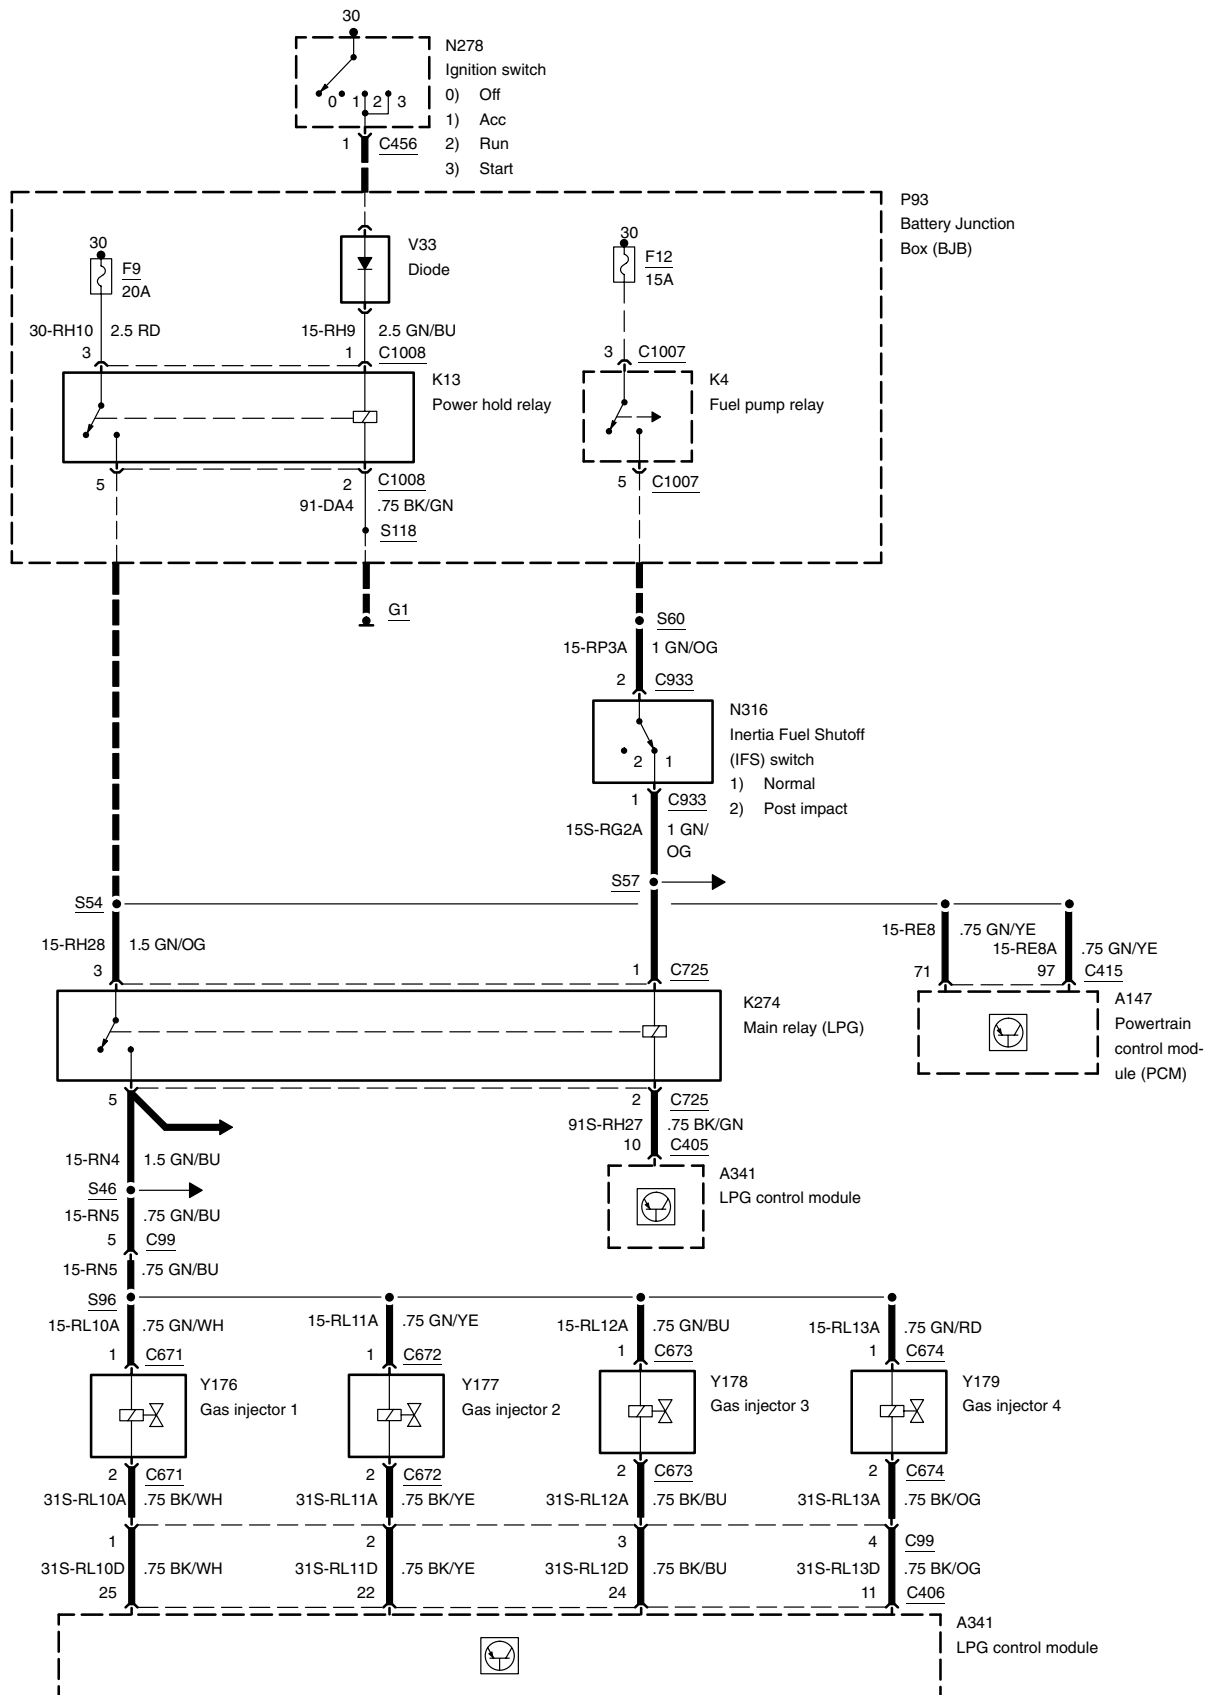 30
N278
Ignition switch
0) Off
1) Acc
2) Run
3) Start
0 1 2 3
1 C456
P93
Battery Junction
Box (BJB)
30
F9
20A
V33
Diode
30
F12
15A
30-RH10 2.5 RD
15-RH9 2.5 GN/BU
3
1 C1008
3 C1007
K13
Power hold relay
K4
Fuel pump relay
5
2 C1008
5 C1007
91-DA4 .75 BK/GN
S118
G1
S60
15-RP3A 1 GN/OG
2 C933
N316
Inertia Fuel Shutoff
(IFS) switch
1) Normal
2) Post impact
2 1
1 C933
15S-RG2A 1 GN/
OG
S57
S54
15-RH28 1.5 GN/OG
15-RE8 .75 GN/YE
15-RE8A .75 GN/YE
3
1 C725
71
97 C415
K274
Main relay (LPG)
A147
Powertrain
control mod-
ule (PCM)
5
2 C725
91S-RH27 .75 BK/GN
10 C405
A341
LPG control module
15-RN4 1.5 GN/BU
S46
15-RN5 .75 GN/BU
5 C99
15-RN5 .75 GN/BU
S96
15-RL10A .75 GN/WH
15-RL11A .75 GN/YE
15-RL12A .75 GN/BU
15-RL13A .75 GN/RD
1 C671
1 C672
1 C673
1 C674
Y176
Gas injector 1
Y177
Gas injector 2
Y178
Gas injector 3
Y179
Gas injector 4
2 C671
2 C672
2 C673
2 C674
31S-RL10A .75 BK/WH
31S-RL11A .75 BK/YE
31S-RL12A .75 BK/BU
31S-RL13A .75 BK/OG
1
2
3
4 C99
31S-RL10D .75 BK/WH
31S-RL11D .75 BK/YE
31S-RL12D .75 BK/BU
31S-RL13D .75 BK/OG
25
22
24
11 C406
A341
LPG control module